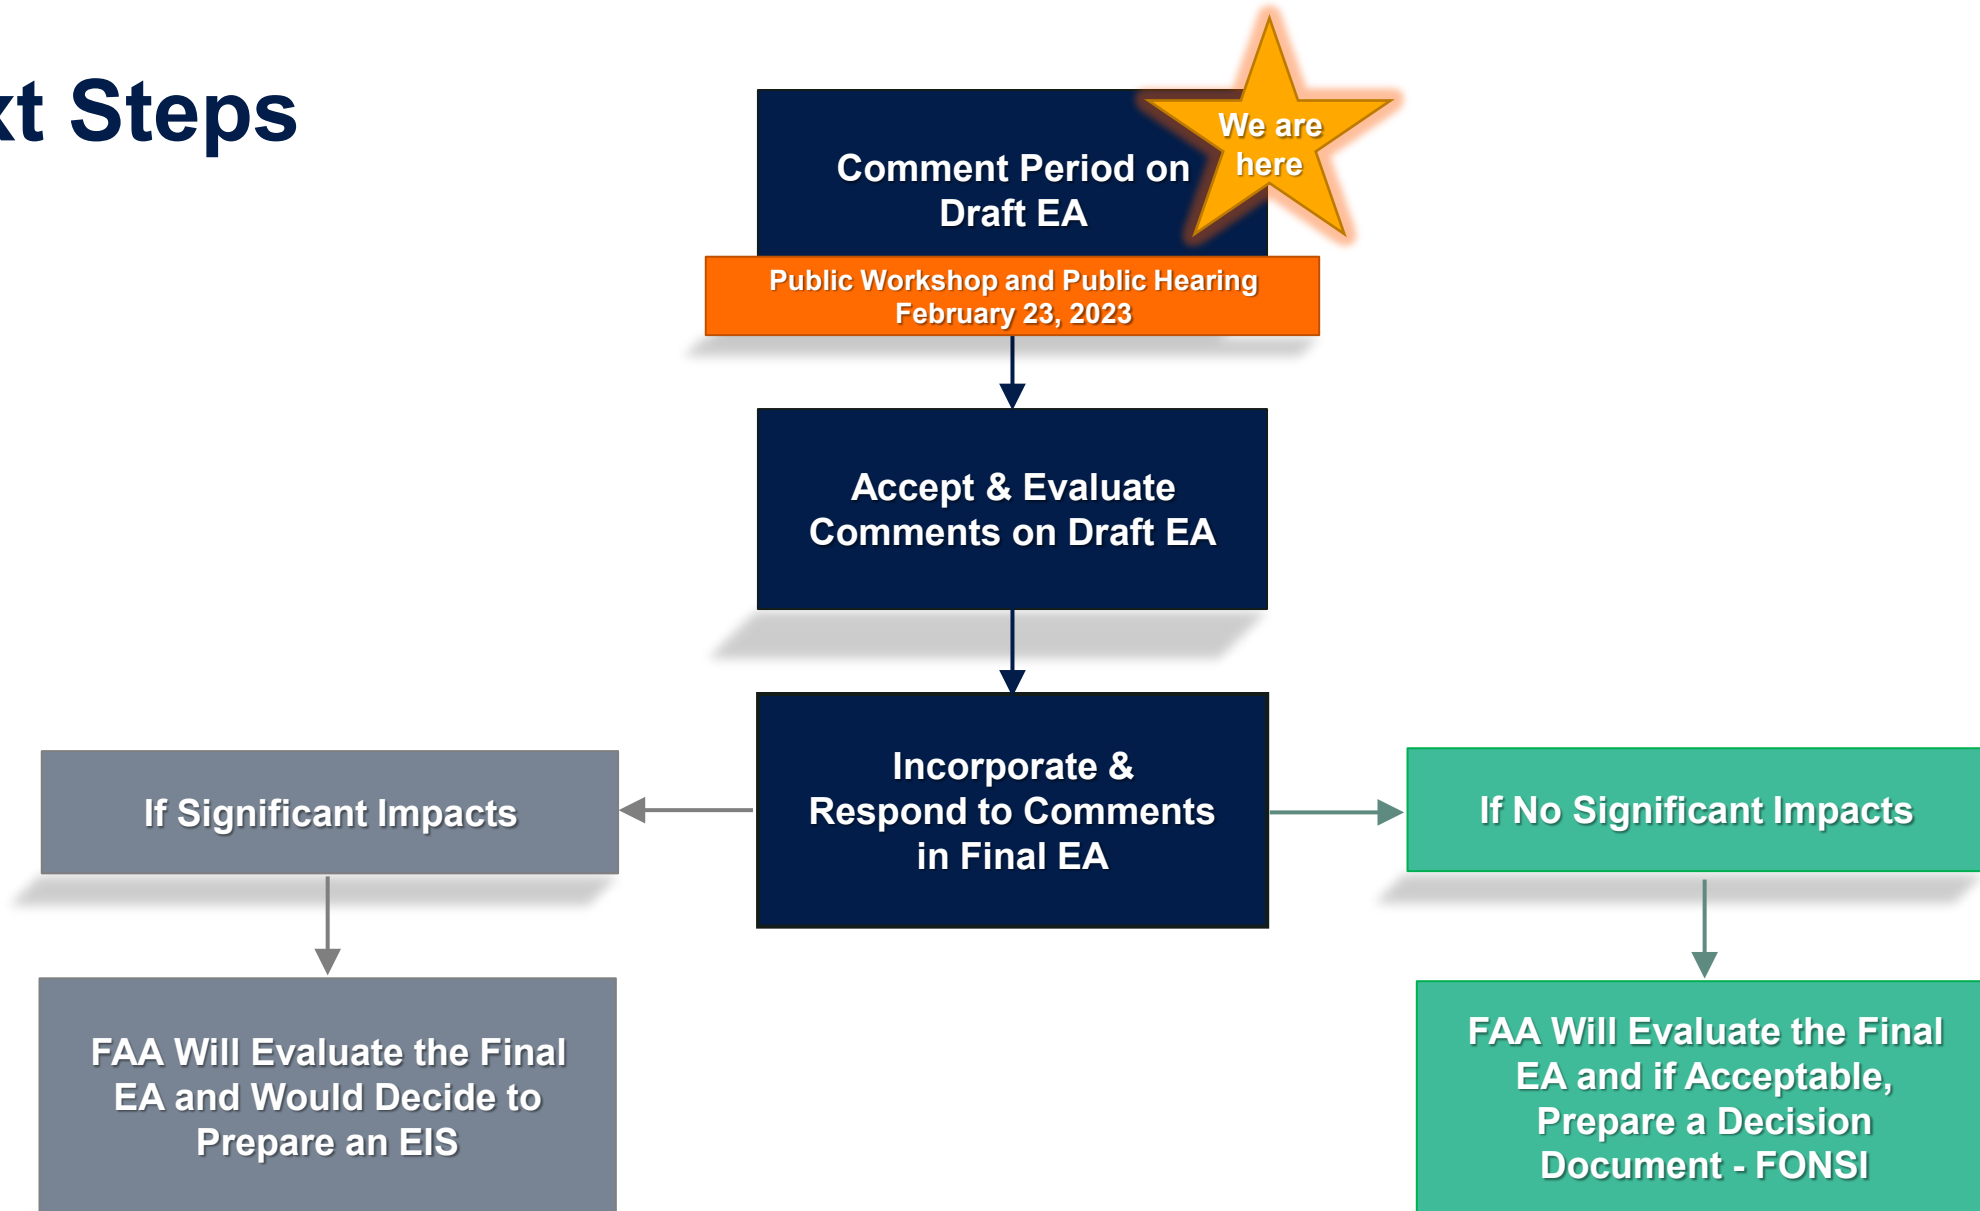 Steps
We are
here
Comment Period on
Draft EA
Public Workshop and Public Hearing
February 23, 2023
Accept & Evaluate
Comments on Draft EA
Incorporate &
Respond to Comments
in Final EA
If Significant Impacts
If No Significant Impacts
FAA Will Evaluate the Final
EA and Would Decide to
Prepare an EIS
FAA Will Evaluate the Final
EA and if Acceptable,
Prepare a Decision
Document - FONSI